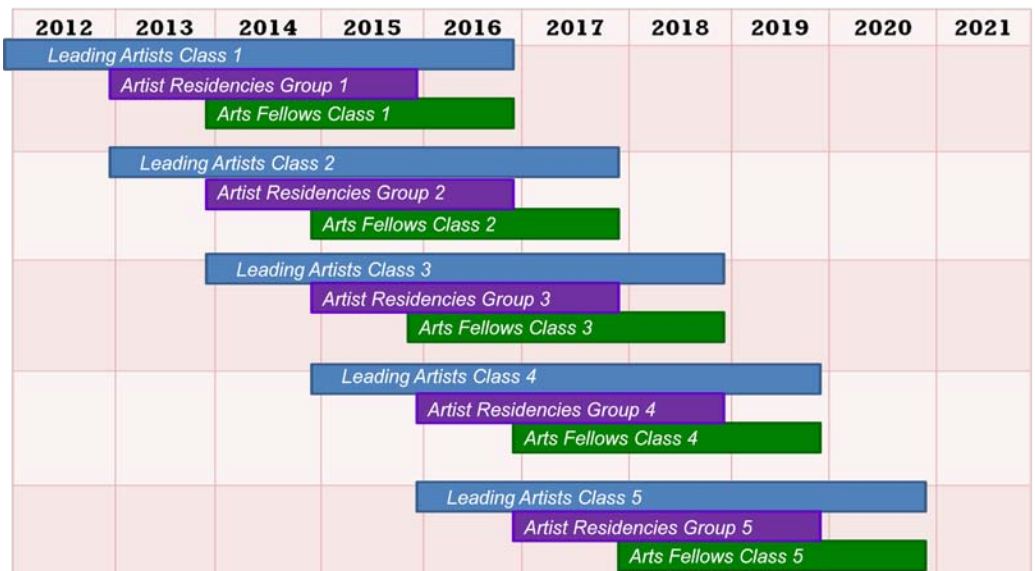 2012 2013 2014 2015 2016 2017 2018 2019 2020 2021
Leading Artists Class 1
Artist Residencies Group 1
Arts Fellows Class 1
Leading Artists Class 2
Artist Residencies Group 2
Arts Fellows Class 2
Leading Artists Class 3
Artist Residencies Group 3
Arts Fellows Class 3
Leading Artists Class 4
Artist Residencies Group 4
Arts Fellows Class 4
Leading Artists Class 5
Artist Residencies Group 5
Arts Fellows Class 5